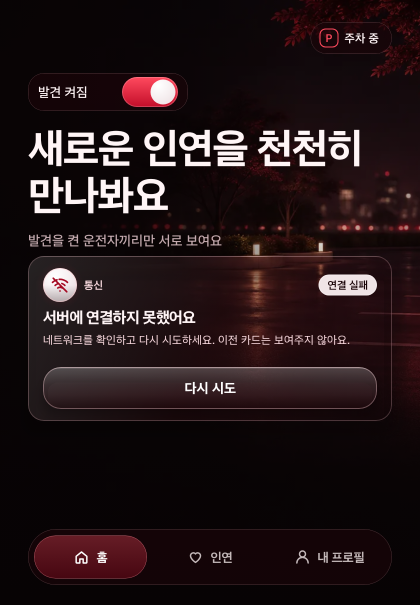 P 주차 중
발견 켜짐
새로운 인연을 천천히
만나봐요
발견을 켠 운전자끼리만 서로 보여요
통신
연결 실패
서버에 연결하지 못했어요
네트워크를 확인하고 다시 시도하세요. 이전 카드는 보여주지 않아요.
다시 시도
홈
인연
내 프로필